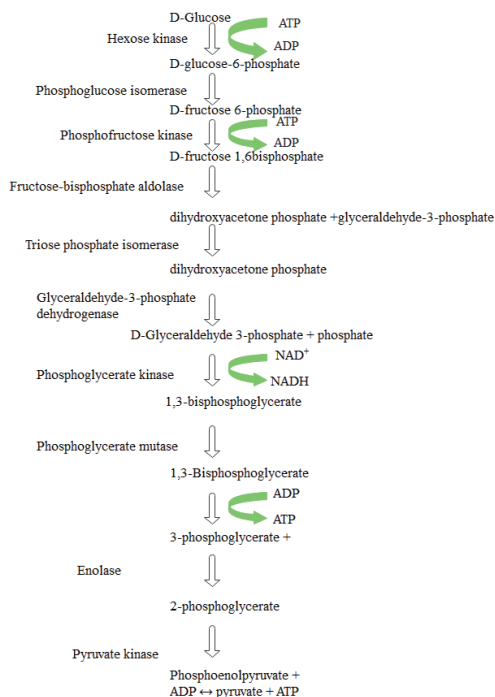 D-Glucose
ATP
Hexose kinase
ADP
D-glucose-6-phosphate
Phosphoglucose isomerase
D-fructose 6-phosphate
ATP
Phosphofructose kinase
ADP
D-fructose 1,6bisphosphate
Fructose-bisphosphate aldolase
dihydroxyacetone phosphate +glyceraldehyde-3-phosphate
Triose phosphate isomerase
dihydroxyacetone phosphate
Glyceraldehyde-3-phosphate
dehydrogenase
D-Glyceraldehyde 3-phosphate + phosphate
NAD⁺
Phosphoglycerate kinase
NADH
1,3-bisphosphoglycerate
Phosphoglycerate mutase
1,3-Bisphosphoglycerate
ADP
ATP
3-phosphoglycerate +
Enolase
2-phosphoglycerate
Pyruvate kinase
Phosphoenolpyruvate +
ADP ↔ pyruvate + ATP